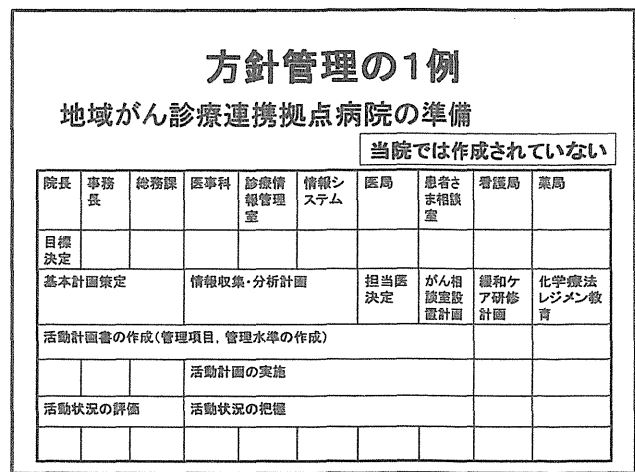 方針管理の1例
地域がん診療連携拠点病院の準備
当院では作成されていない
院長 事務 総務課 医事科 診療情 情報シ 医局 患者さ 看護局 薬局
長 報管理 ステム ま相談
室 室
目標
決定
基本計画策定 情報収集・分析計画 担当医 がん相 緩和ケ 化学療法
決定 談室設 ア研修 レジメン教
置計画 計画 育
活動計画書の作成(管理項目,管理水準の作成)
活動計画の実施
活動状況の評価 活動状況の把握